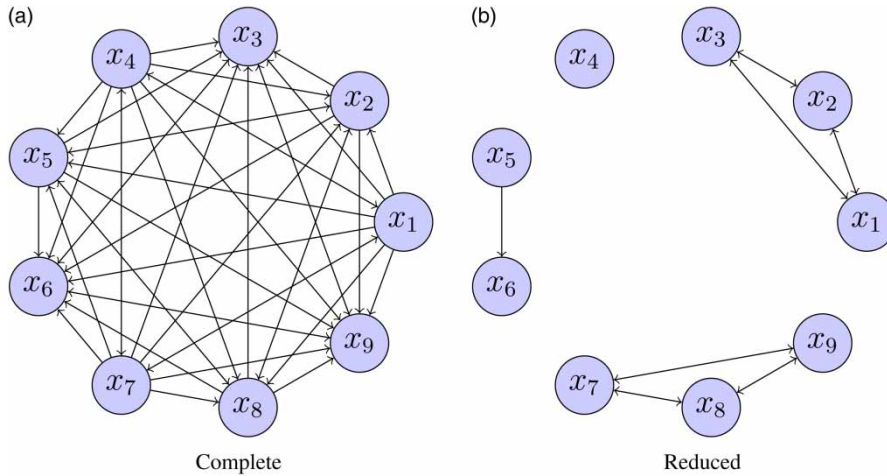 (a)
x₃
x₄
x₂
x₅
x₁
x₆
x₉
x₇
x₈
Complete
(b)
x₃
x₄
x₂
x₅
x₁
x₆
x₉
x₇
x₈
Reduced